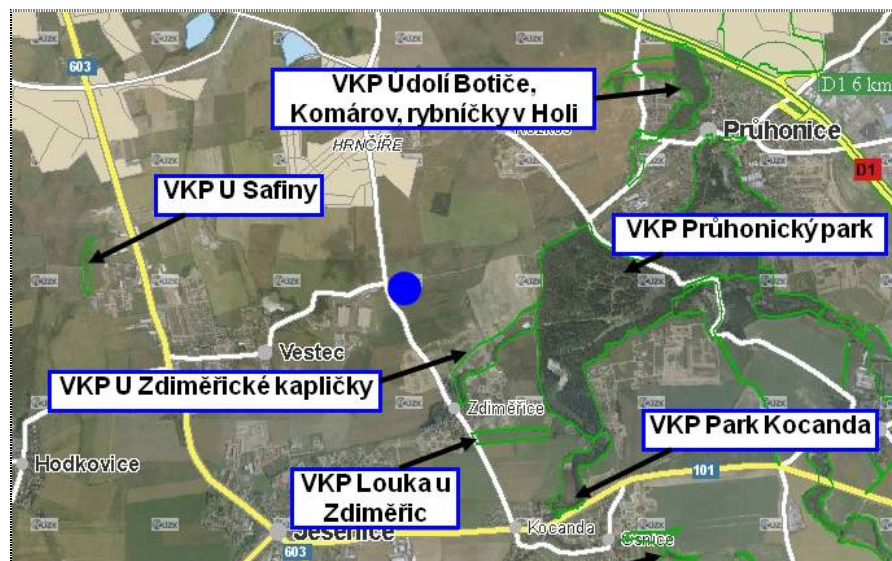 603
VKP Údolí Botiče,
Komárov, rybníčky v Holi
D1 6 km
HRNČÍŘE
Průhonice
D1
VKP U Safiny
VKP Průhonický park
Vestec
VKP U Zdiměřické kapličky
Zdiměřice
VKP Park Kocanda
Hodkovice
VKP Louka u
Zdiměřic
101
Jesenice
Kocanda
Osnice
603